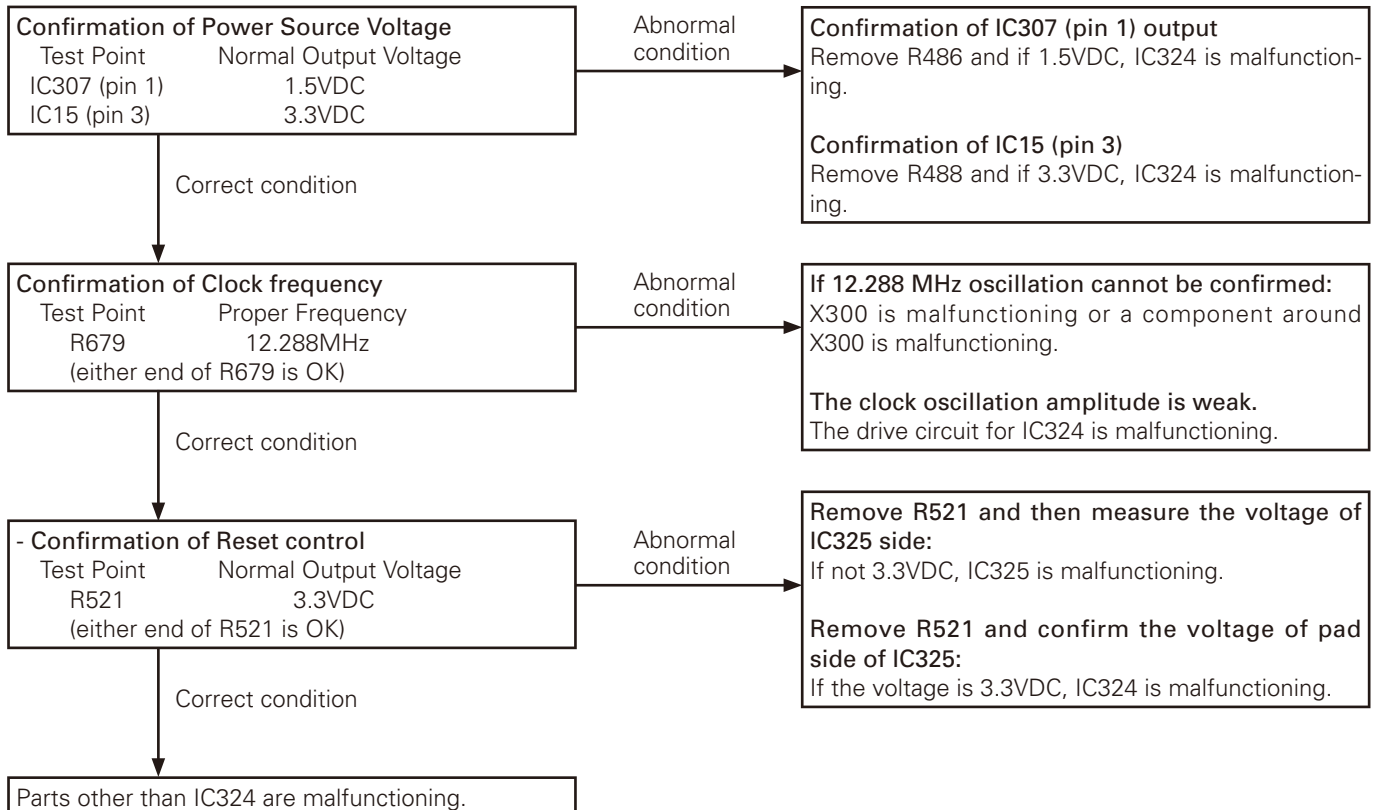 Confirmation of Power Source Voltage
Test Point Normal Output Voltage
IC307 (pin 1) 1.5VDC
IC15 (pin 3) 3.3VDC
Abnormal
condition
Confirmation of IC307 (pin 1) output
Remove R486 and if 1.5VDC, IC324 is malfunction-
ing.
Confirmation of IC15 (pin 3)
Remove R488 and if 3.3VDC, IC324 is malfunction-
ing.
Correct condition
Confirmation of Clock frequency
Test Point Proper Frequency
R679 12.288MHz
(either end of R679 is OK)
Abnormal
condition
If 12.288 MHz oscillation cannot be confirmed:
X300 is malfunctioning or a component around
X300 is malfunctioning.
The clock oscillation amplitude is weak.
The drive circuit for IC324 is malfunctioning.
Correct condition
- Confirmation of Reset control
Test Point Normal Output Voltage
R521 3.3VDC
(either end of R521 is OK)
Abnormal
condition
Remove R521 and then measure the voltage of
IC325 side:
If not 3.3VDC, IC325 is malfunctioning.
Remove R521 and confirm the voltage of pad
side of IC325:
If the voltage is 3.3VDC, IC324 is malfunctioning.
Correct condition
Parts other than IC324 are malfunctioning.